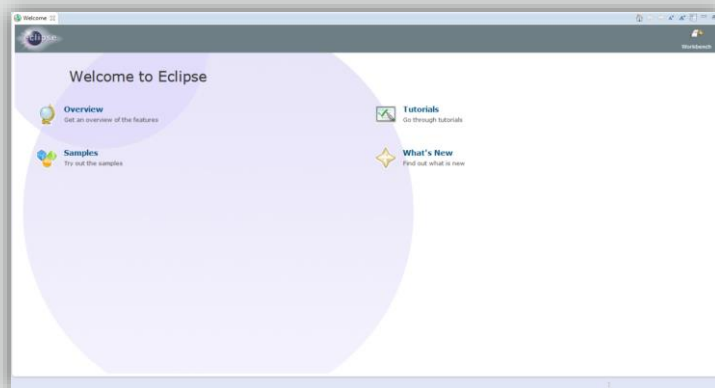 Welcome
eclipse
Workbench
Welcome to Eclipse
Overview
Get an overview of the features
Tutorials
Go through tutorials
Samples
Try out the samples
What's New
Find out what is new